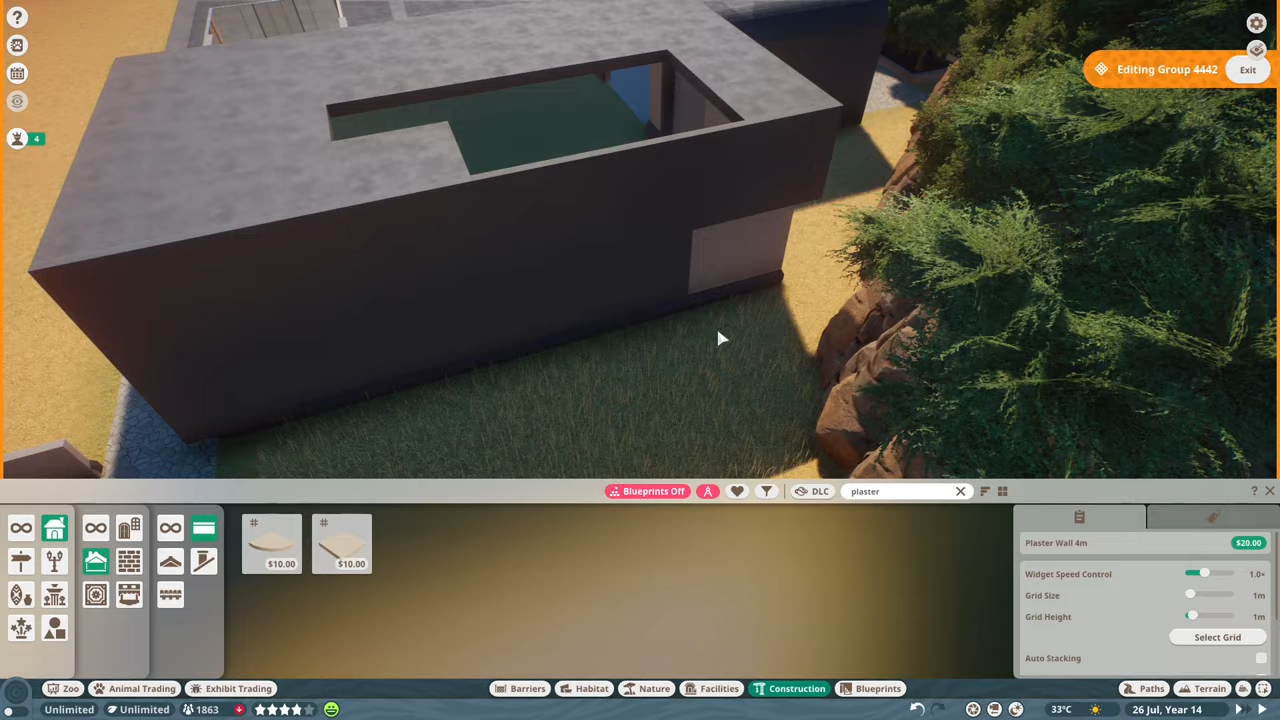 ?
Editing Group 4442
Exit
4
Blueprints Off
DLC
plaster
?
$10.00
$10.00
Plaster Wall 4m
$20.00
Widget Speed Control
1.0×
Grid Size
1m
Grid Height
1m
Select Grid
Auto Stacking
Zoo
Animal Trading
Exhibit Trading
Barriers
Habitat
Nature
Facilities
Construction
Blueprints
Paths
Terrain
Unlimited
Unlimited
1863
33°C
26 Jul, Year 14